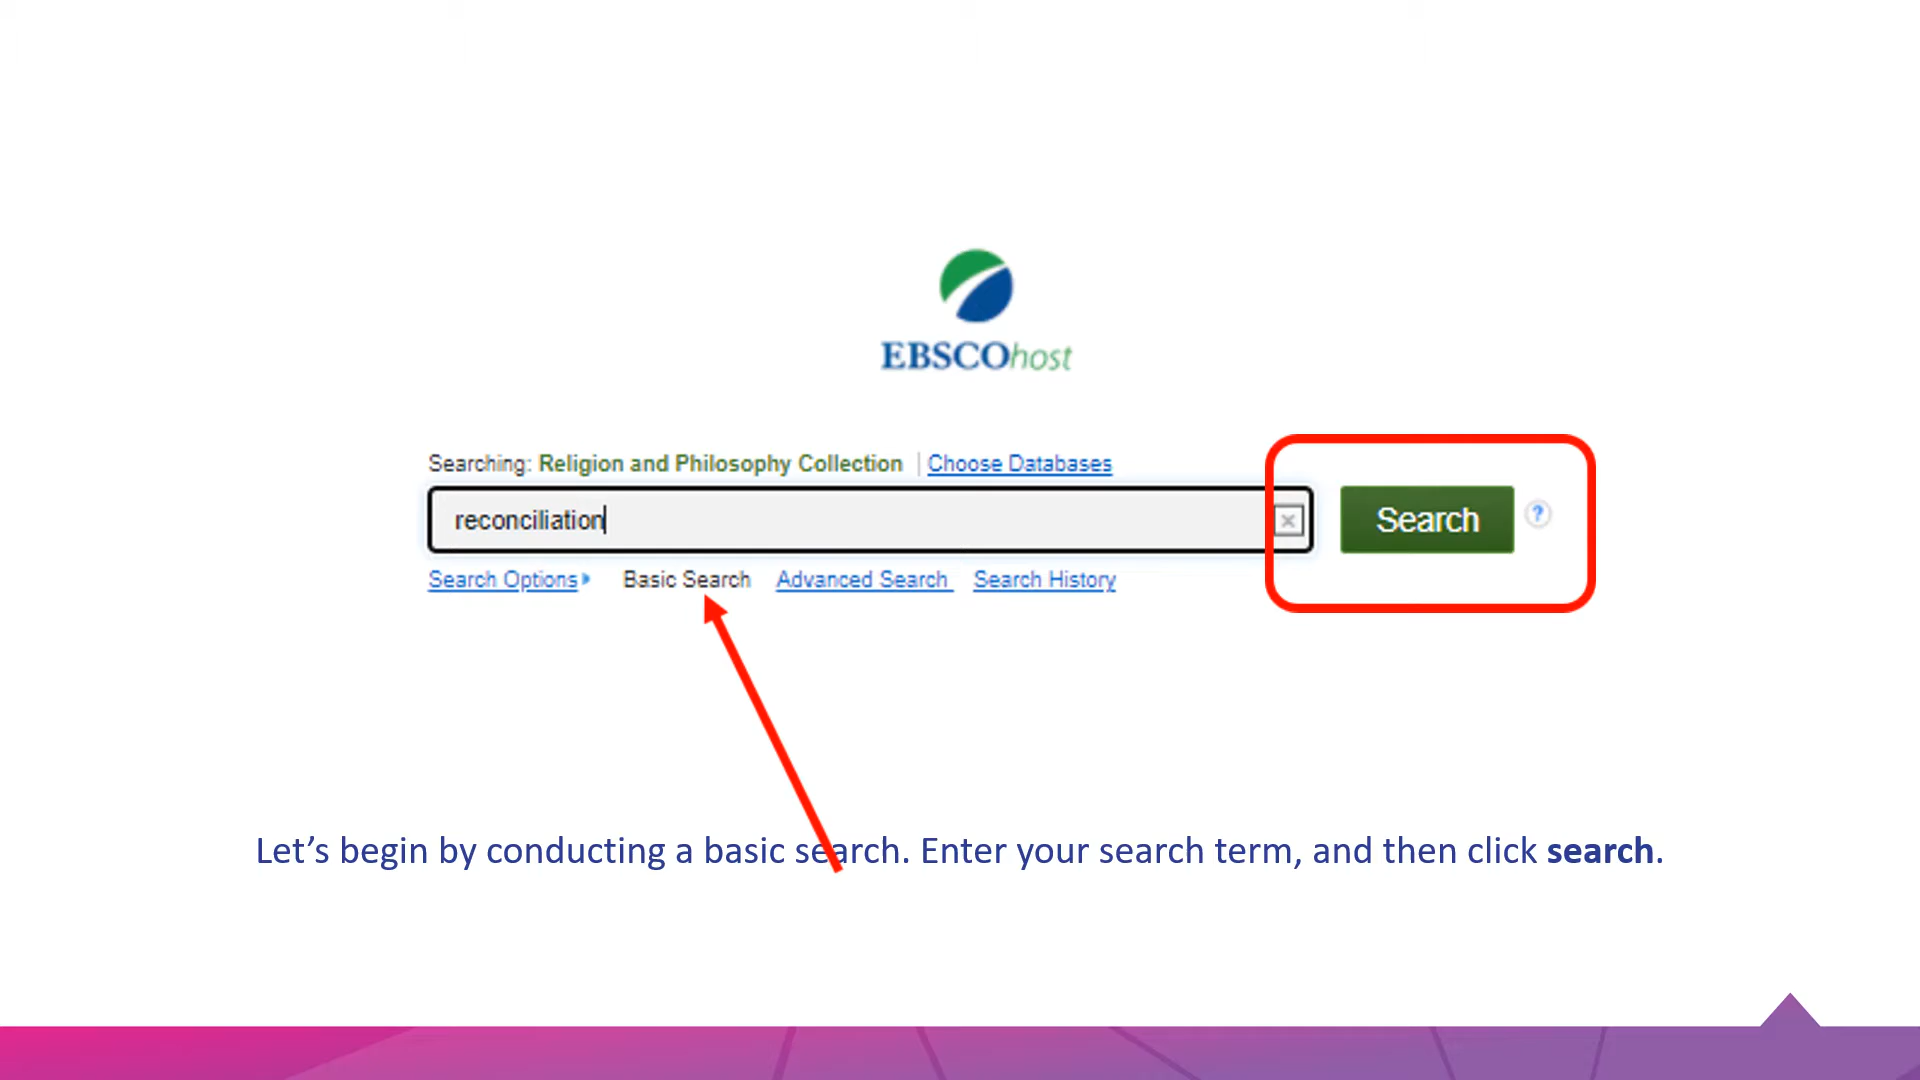 EBSCOhost
Searching: Religion and Philosophy Collection | Choose Databases
reconciliation
Search ?
Search Options Basic Search Advanced Search Search History
Let’s begin by conducting a basic search. Enter your search term, and then click search.